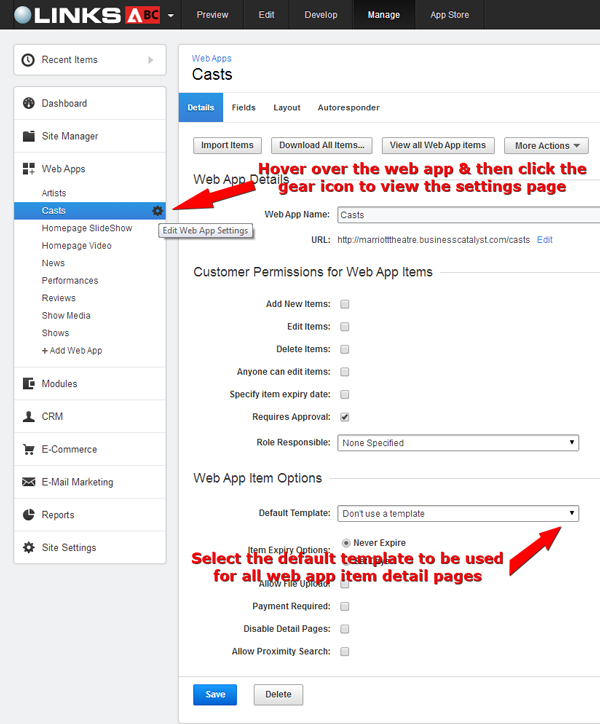 LINKS ABC
Preview
Edit
Develop
Manage
App Store
Recent Items
Dashboard
Site Manager
Web Apps
Artists
Casts
Homepage SlideShow
Homepage Video
News
Performances
Reviews
Show Media
Shows
+ Add Web App
Modules
CRM
E-Commerce
E-Mail Marketing
Reports
Site Settings
Edit Web App Settings
Web Apps
Casts
Details
Fields
Layout
Autoresponder
Import Items
Download All Items...
View all Web App items
More Actions
Hover over the web app & then click the
gear icon to view the settings page
Web App Details
Web App Name: Casts
URL: http://marriotttheatre.businesscatalyst.com/casts Edit
Customer Permissions for Web App Items
Add New Items:
Edit Items:
Delete Items:
Anyone can edit items:
Specify item expiry date:
Requires Approval:
Role Responsible: None Specified
Web App Item Options
Default Template: Don't use a template
Item Expiry Options: Never Expire
Select the default template to be used
for all web app item detail pages
Allow File Upload:
Payment Required:
Disable Detail Pages:
Allow Proximity Search:
Save
Delete